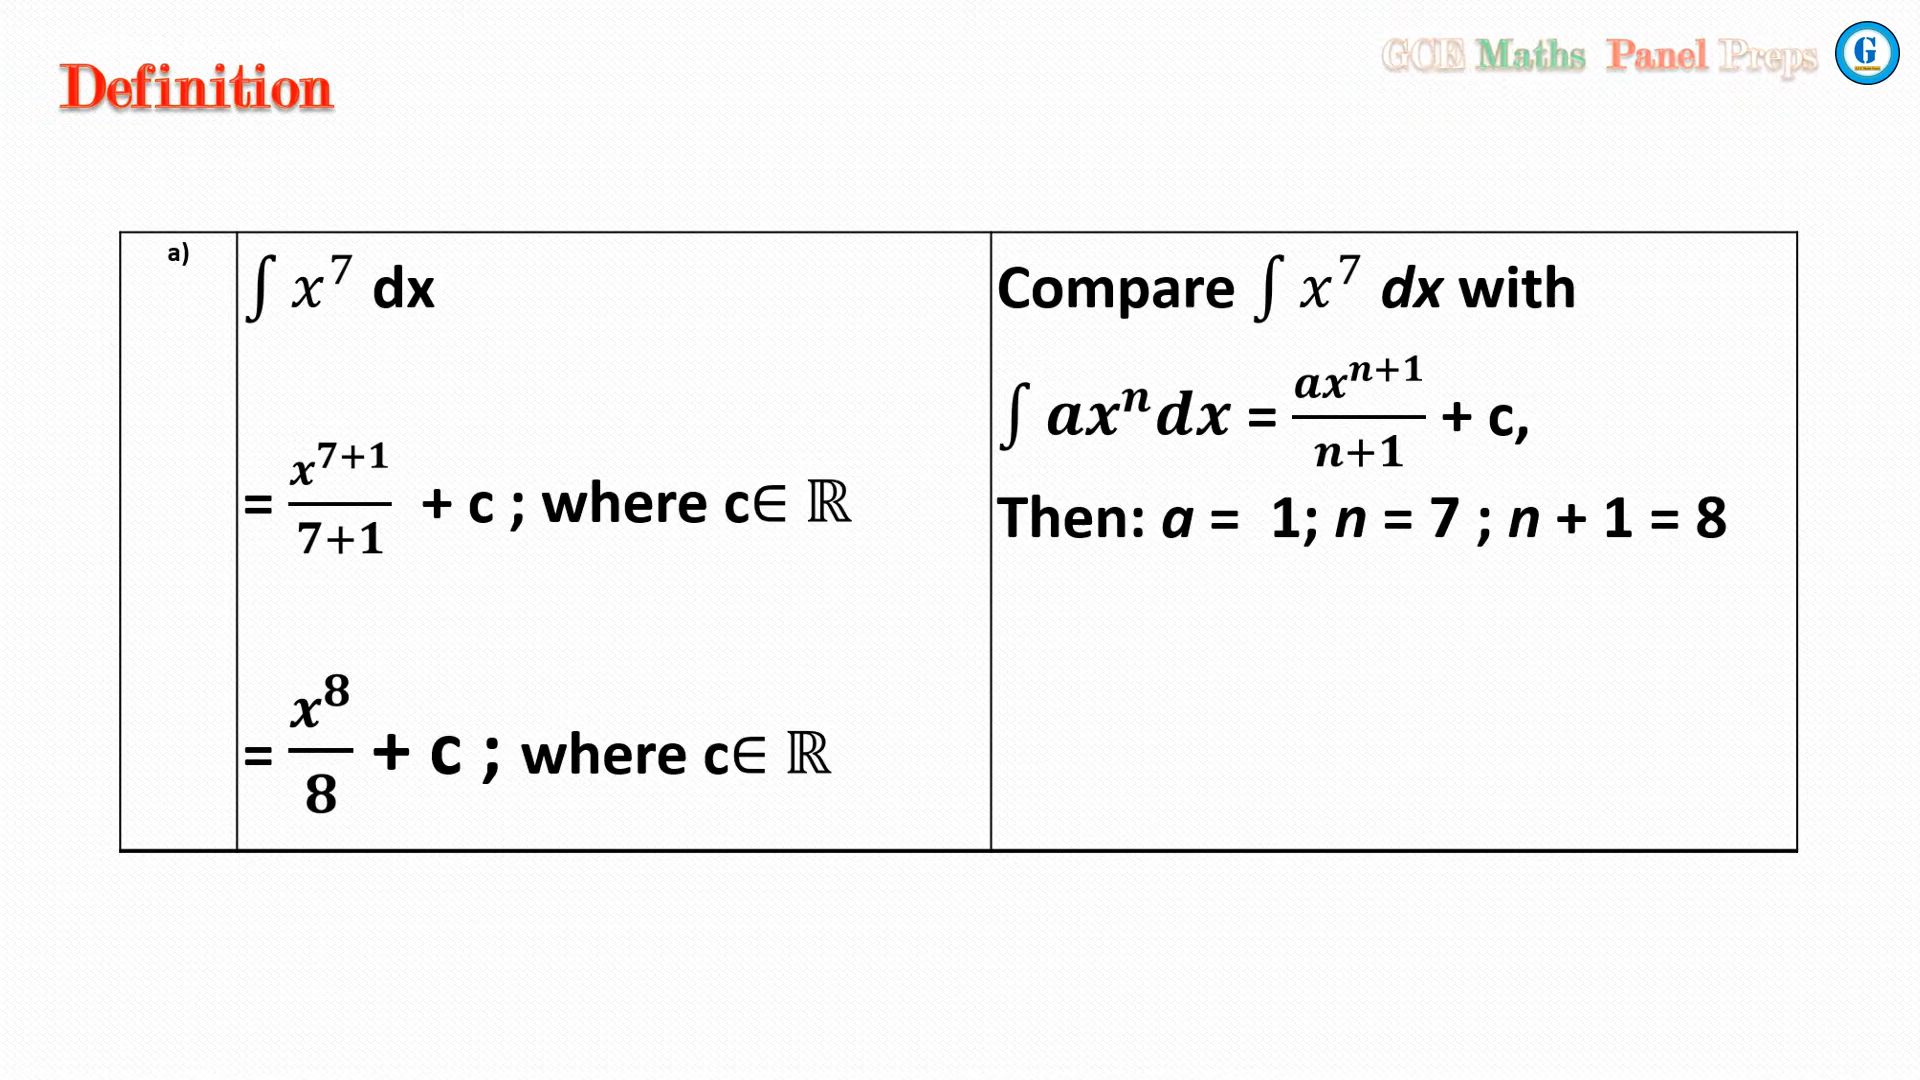 GCE Maths Panel Preps
G
Definition
a)
∫ x⁷ dx
= x⁷⁺¹/7+1 + c ; where c∈ ℝ
= x⁸/8 + c ; where c∈ ℝ
Compare ∫ x⁷ dx with
∫ axⁿdx = axⁿ⁺¹/n+1 + c,
Then: a = 1; n = 7 ; n + 1 = 8